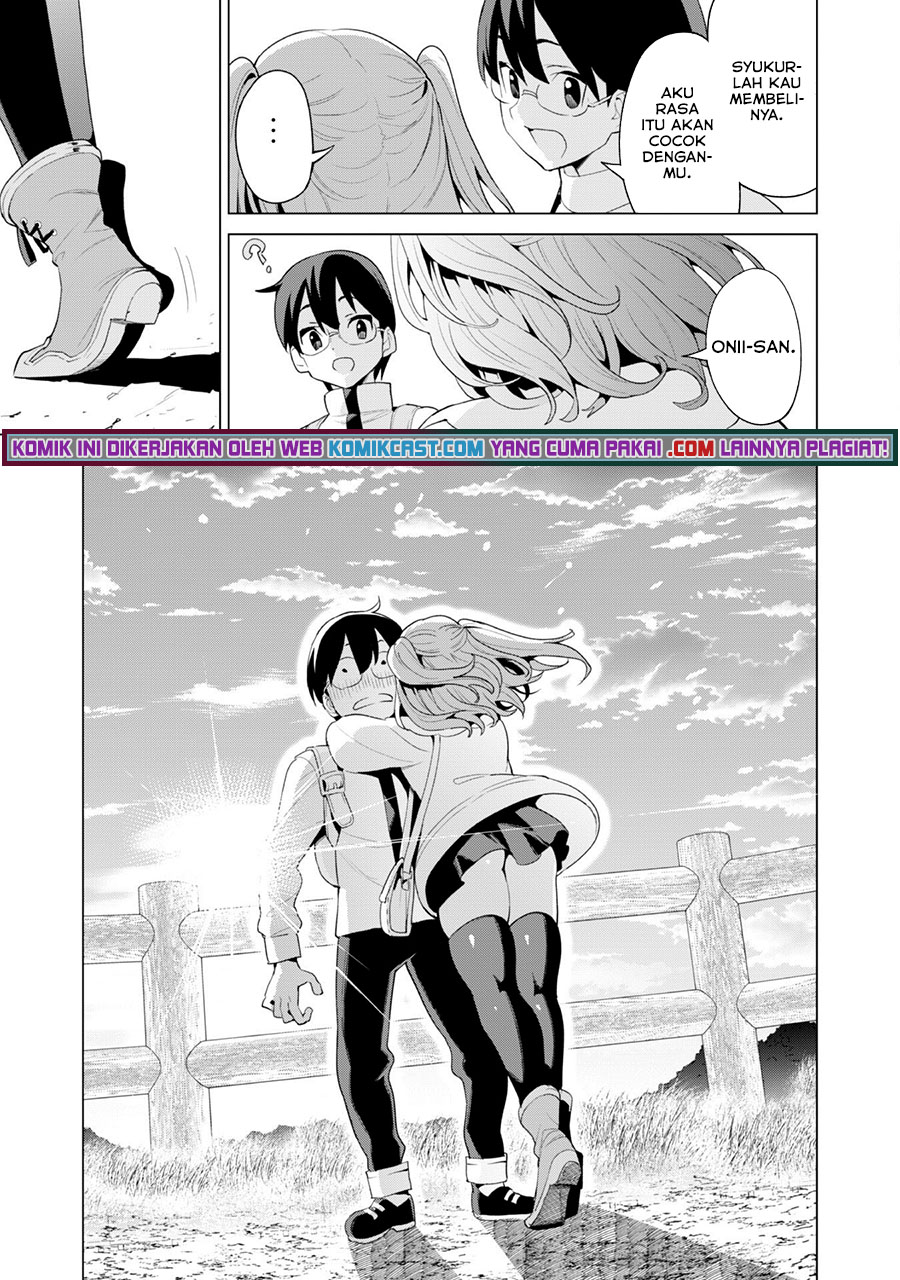 SYUKUR-
LAH KAU
MEMBELI-
NYA.
AKU
RASA
ITU AKAN
COCOK
DENGAN-
MU.
...
?
ONII-SAN.
KOMIK INI DIKERJAKAN OLEH WEB KOMIKCAST.COM YANG CUMA PAKAI .COM LAINNYA PLAGIAT!